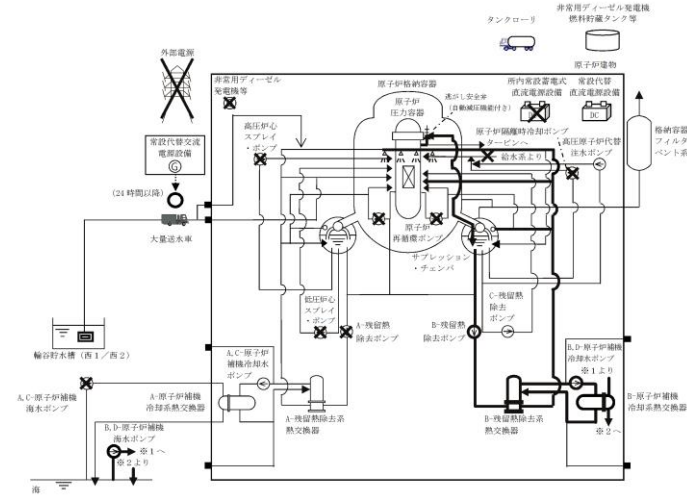 タンクローリ
非常用ディーゼル発電機
燃料貯蔵タンク等
外部電源
原子炉建物
非常用ディーゼル
発電機等
原子炉格納容器
原子炉
圧力容器
逃がし安全弁
(自動減圧機能付き)
所内常設蓄電式
直流電源設備
常設代替
直流電源設備
DC
DC
高圧炉心
スプレイ
・ポンプ
原子炉隔離時冷却ポンプ
タービンへ
給水系より
高圧原子炉代替
注水ポンプ
格納容器
フィルタ
ベント系
常設代替交流
電源設備
G
(24時間以降)
大量送水車
原子炉
再循環ポンプ
サプレッション
・チェンバ
低圧炉心
スプレイ
・ポンプ
A-残留熱
除去ポンプ
B-残留熱
除去ポンプ
C-残留熱
除去
ポンプ
輪谷貯水槽(西1/西2)
A,C-原子炉
補機冷却水
ポンプ
B,D-原子炉補機
冷却水ポンプ
※1より
A,C-原子炉補機
海水ポンプ
A-原子炉補機
冷却系熱交換器
A-残留熱除去系
熱交換器
B-残留熱除去系
熱交換器
B-原子炉補機
冷却系熱交換器
※2へ
B,D-原子炉補機
海水ポンプ
※1へ
※2より
海